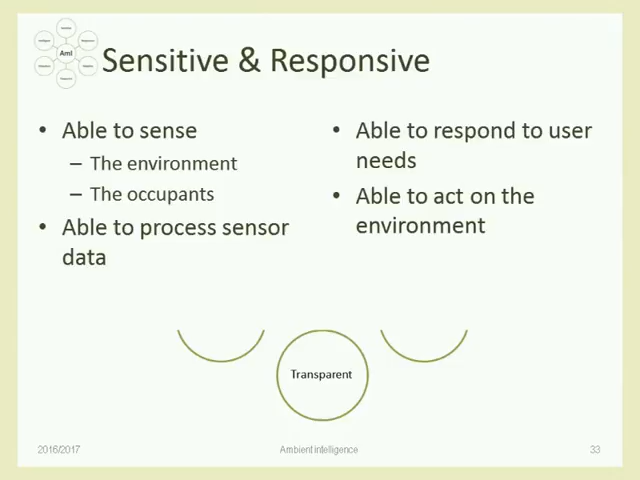 AmI
Sensitive & Responsive
• Able to sense
– The environment
– The occupants
• Able to process sensor
data
• Able to respond to user
needs
• Able to act on the
environment
Transparent
2016/2017
Ambient intelligence
33